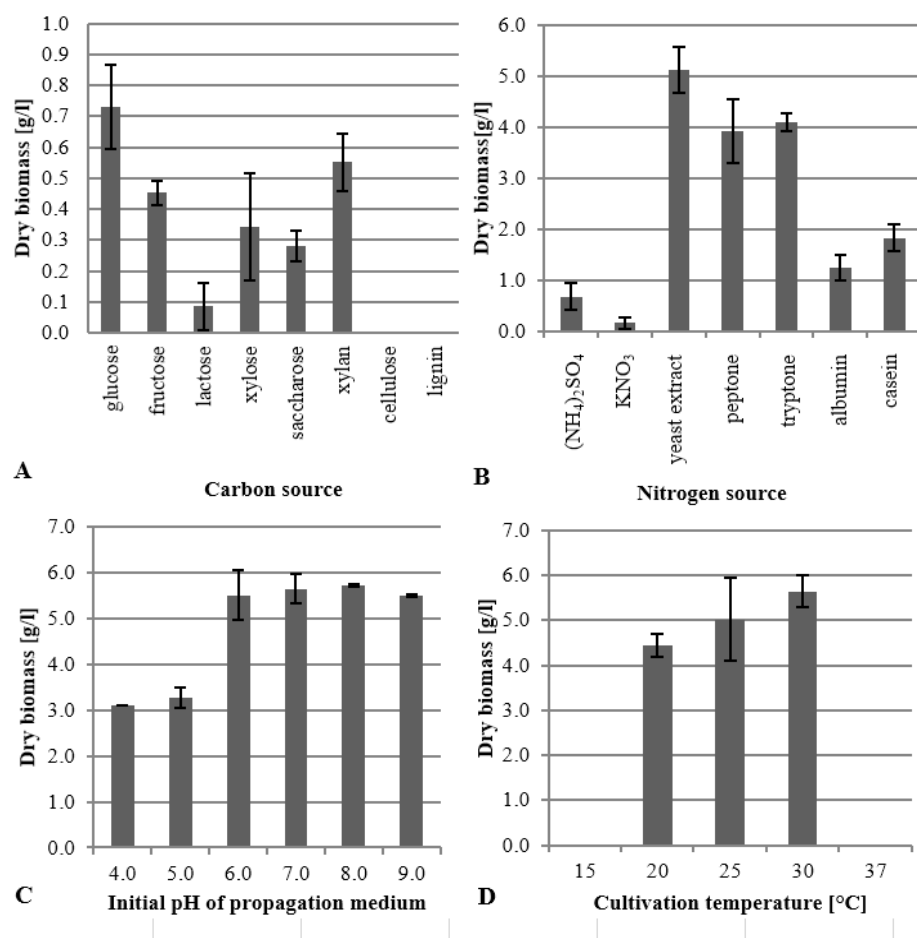 Dry biomass [g/l]
1.0
0.9
0.8
0.7
0.6
0.5
0.4
0.3
0.2
0.1
0.0
glucose
fructose
lactose
xylose
saccharose
xylan
cellulose
lignin
A
Carbon source
Dry biomass[g/l]
6.0
5.0
4.0
3.0
2.0
1.0
0.0
(NH₄)₂SO₄
KNO₃
yeast extract
peptone
tryptone
albumin
casein
B
Nitrogen source
Dry biomass [g/l]
7.0
6.0
5.0
4.0
3.0
2.0
1.0
0.0
4.0 5.0 6.0 7.0 8.0 9.0
C
Initial pH of propagation medium
Dry biomass [g/l]
7.0
6.0
5.0
4.0
3.0
2.0
1.0
0.0
15 20 25 30 37
D
Cultivation temperature [°C]